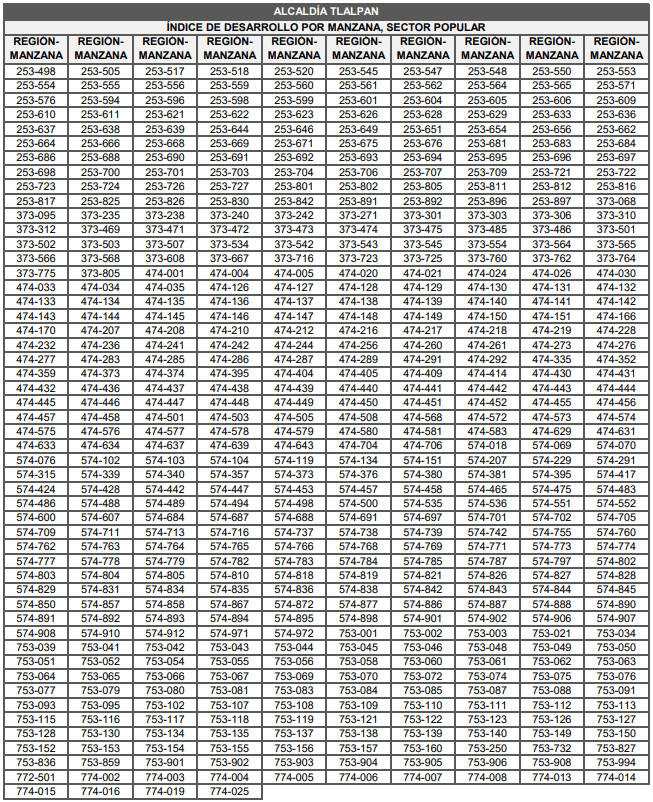 ALCALDÍA TLALPAN
ÍNDICE DE DESARROLLO POR MANZANA, SECTOR POPULAR
REGIÓN-MANZANA REGIÓN-MANZANA REGIÓN-MANZANA REGIÓN-MANZANA REGIÓN-MANZANA REGIÓN-MANZANA REGIÓN-MANZANA REGIÓN-MANZANA REGIÓN-MANZANA REGIÓN-MANZANA
253-498 253-505 253-517 253-518 253-520 253-545 253-547 253-548 253-550 253-553
253-554 253-555 253-556 253-559 253-560 253-561 253-562 253-564 253-565 253-571
253-576 253-594 253-596 253-598 253-599 253-601 253-604 253-605 253-606 253-609
253-610 253-611 253-621 253-622 253-623 253-626 253-628 253-629 253-633 253-636
253-637 253-638 253-639 253-644 253-646 253-649 253-651 253-654 253-656 253-662
253-664 253-666 253-668 253-669 253-671 253-675 253-676 253-681 253-683 253-684
253-686 253-688 253-690 253-691 253-692 253-693 253-694 253-695 253-696 253-697
253-698 253-700 253-701 253-703 253-704 253-706 253-707 253-709 253-721 253-722
253-723 253-724 253-726 253-727 253-801 253-802 253-805 253-811 253-812 253-816
253-817 253-825 253-826 253-830 253-842 253-891 253-892 253-896 253-897 373-068
373-095 373-235 373-238 373-240 373-242 373-271 373-301 373-303 373-306 373-310
373-312 373-469 373-471 373-472 373-473 373-474 373-475 373-485 373-486 373-501
373-502 373-503 373-507 373-534 373-542 373-543 373-545 373-554 373-564 373-565
373-566 373-568 373-608 373-667 373-716 373-723 373-725 373-760 373-762 373-764
373-775 373-805 474-001 474-004 474-005 474-020 474-021 474-024 474-026 474-030
474-033 474-034 474-035 474-126 474-127 474-128 474-129 474-130 474-131 474-132
474-133 474-134 474-135 474-136 474-137 474-138 474-139 474-140 474-141 474-142
474-143 474-144 474-145 474-146 474-147 474-148 474-149 474-150 474-151 474-166
474-170 474-207 474-208 474-210 474-212 474-216 474-217 474-218 474-219 474-228
474-232 474-236 474-241 474-242 474-244 474-256 474-260 474-261 474-273 474-276
474-277 474-283 474-285 474-286 474-287 474-289 474-291 474-292 474-335 474-352
474-359 474-373 474-374 474-395 474-404 474-405 474-409 474-414 474-430 474-431
474-432 474-436 474-437 474-438 474-439 474-440 474-441 474-442 474-443 474-444
474-445 474-446 474-447 474-448 474-449 474-450 474-451 474-452 474-455 474-456
474-457 474-458 474-501 474-503 474-505 474-508 474-568 474-572 474-573 474-574
474-575 474-576 474-577 474-578 474-579 474-580 474-581 474-583 474-629 474-631
474-633 474-634 474-637 474-639 474-643 474-704 474-706 574-018 574-069 574-070
574-076 574-102 574-103 574-104 574-119 574-134 574-151 574-207 574-229 574-291
574-315 574-339 574-340 574-357 574-373 574-376 574-380 574-381 574-395 574-417
574-424 574-428 574-442 574-447 574-453 574-457 574-458 574-465 574-475 574-483
574-486 574-488 574-489 574-494 574-498 574-500 574-535 574-536 574-551 574-552
574-600 574-607 574-684 574-687 574-688 574-691 574-697 574-701 574-702 574-705
574-709 574-711 574-713 574-716 574-737 574-738 574-739 574-742 574-755 574-760
574-762 574-763 574-764 574-765 574-766 574-768 574-769 574-771 574-773 574-774
574-777 574-778 574-779 574-782 574-783 574-784 574-785 574-787 574-797 574-802
574-803 574-804 574-805 574-810 574-818 574-819 574-821 574-826 574-827 574-828
574-829 574-831 574-834 574-835 574-836 574-838 574-842 574-843 574-844 574-845
574-850 574-857 574-858 574-867 574-872 574-877 574-886 574-887 574-888 574-890
574-891 574-892 574-893 574-894 574-895 574-898 574-901 574-902 574-906 574-907
574-908 574-910 574-912 574-971 574-972 753-001 753-002 753-003 753-021 753-034
753-039 753-041 753-042 753-043 753-044 753-045 753-046 753-048 753-049 753-050
753-051 753-052 753-054 753-055 753-056 753-058 753-060 753-061 753-062 753-063
753-064 753-065 753-066 753-067 753-069 753-070 753-072 753-074 753-075 753-076
753-077 753-079 753-080 753-081 753-083 753-084 753-085 753-087 753-088 753-091
753-093 753-095 753-102 753-107 753-108 753-109 753-110 753-111 753-112 753-113
753-115 753-116 753-117 753-118 753-119 753-121 753-122 753-123 753-126 753-127
753-128 753-130 753-134 753-135 753-137 753-138 753-139 753-140 753-149 753-150
753-152 753-153 753-154 753-155 753-156 753-157 753-160 753-250 753-732 753-827
753-836 753-859 753-901 753-902 753-903 753-904 753-905 753-906 753-908 753-994
772-501 774-002 774-003 774-004 774-005 774-006 774-007 774-008 774-013 774-014
774-015 774-016 774-019 774-025